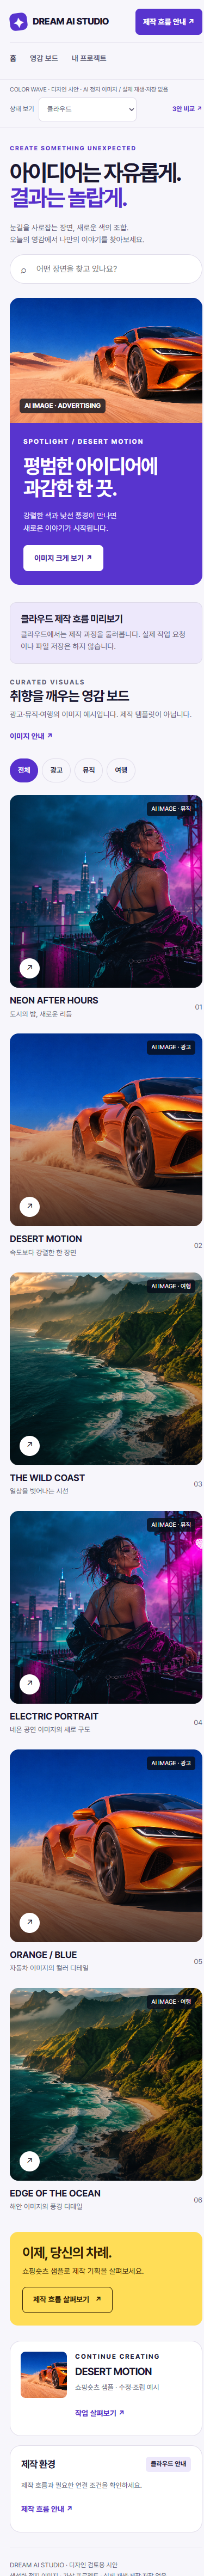 DREAM AI STUDIO
제작 흐름 안내 ↗
홈 영감 보드 내 프로젝트
COLOR WAVE · 디자인 시안 · AI 정지 이미지 / 실제 재생·저장 없음
상태 보기 클라우드 3안 비교 ↗
CREATE SOMETHING UNEXPECTED
아이디어는 자유롭게.
결과는 놀랍게.
눈길을 사로잡는 장면, 새로운 색의 조합.
오늘의 영감에서 나만의 이야기를 찾아보세요.
어떤 장면을 찾고 있나요?
AI IMAGE · ADVERTISING
SPOTLIGHT / DESERT MOTION
평범한 아이디어에
과감한 한 끗.
강렬한 색과 낯선 풍경이 만나면
새로운 이야기가 시작됩니다.
이미지 크게 보기 ↗
클라우드 제작 흐름 미리보기
클라우드에서는 제작 과정을 둘러봅니다. 실제 작업 요청
이나 파일 저장은 하지 않습니다.
CURATED VISUALS
취향을 깨우는 영감 보드
광고·뮤직·여행의 이미지 예시입니다. 제작 템플릿이 아닙니다.
이미지 안내 ↗
전체 광고 뮤직 여행
AI IMAGE · 뮤직
↗
NEON AFTER HOURS
도시의 밤, 새로운 리듬
01
AI IMAGE · 광고
↗
DESERT MOTION
속도보다 강렬한 한 장면
02
AI IMAGE · 여행
↗
THE WILD COAST
일상을 벗어나는 시선
03
AI IMAGE · 뮤직
↗
ELECTRIC PORTRAIT
네온 공연 이미지의 세로 구도
04
AI IMAGE · 광고
↗
ORANGE / BLUE
자동차 이미지의 컬러 디테일
05
AI IMAGE · 여행
↗
EDGE OF THE OCEAN
해안 이미지의 풍경 디테일
06
이제, 당신의 차례.
쇼핑숏츠 샘플로 제작 기획을 살펴보세요.
제작 흐름 살펴보기 ↗
CONTINUE CREATING
DESERT MOTION
쇼핑숏츠 샘플 · 수정·조립 예시
작업 살펴보기 ↗
제작 환경
클라우드 안내
제작 흐름과 필요한 연결 조건을 확인하세요.
제작 흐름 안내 ↗
DREAM AI STUDIO · 디자인 검토용 시안